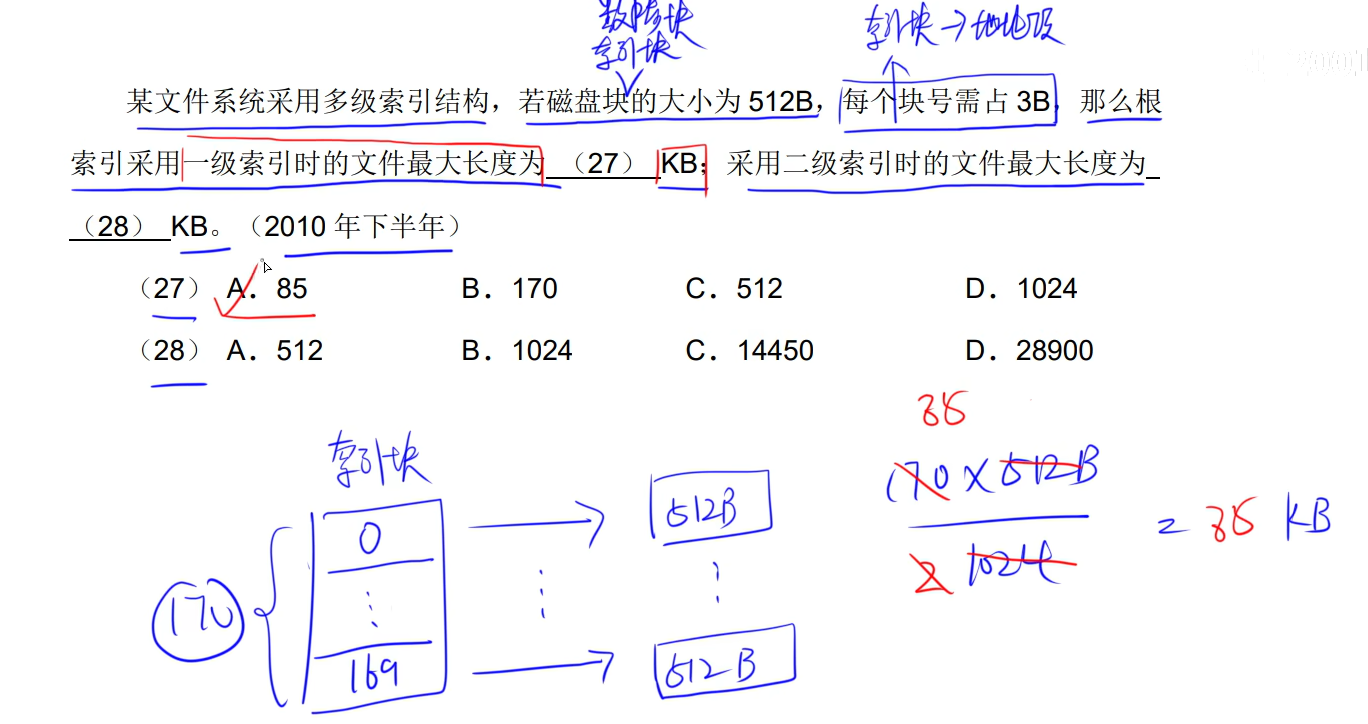 数据块
索引块
索引块→地址项
某文件系统采用多级索引结构，若磁盘块的大小为 512B，每个块号需占 3B，那么根
索引采用一级索引时的文件最大长度为 （27） KB；采用二级索引时的文件最大长度为
（28） KB。（2010 年下半年）
（27） A．85 B．170 C．512 D．1024
（28） A．512 B．1024 C．14450 D．28900
85
170 × 512B
2 1024
= 85 KB
索引块
0
512B
170
169
512B